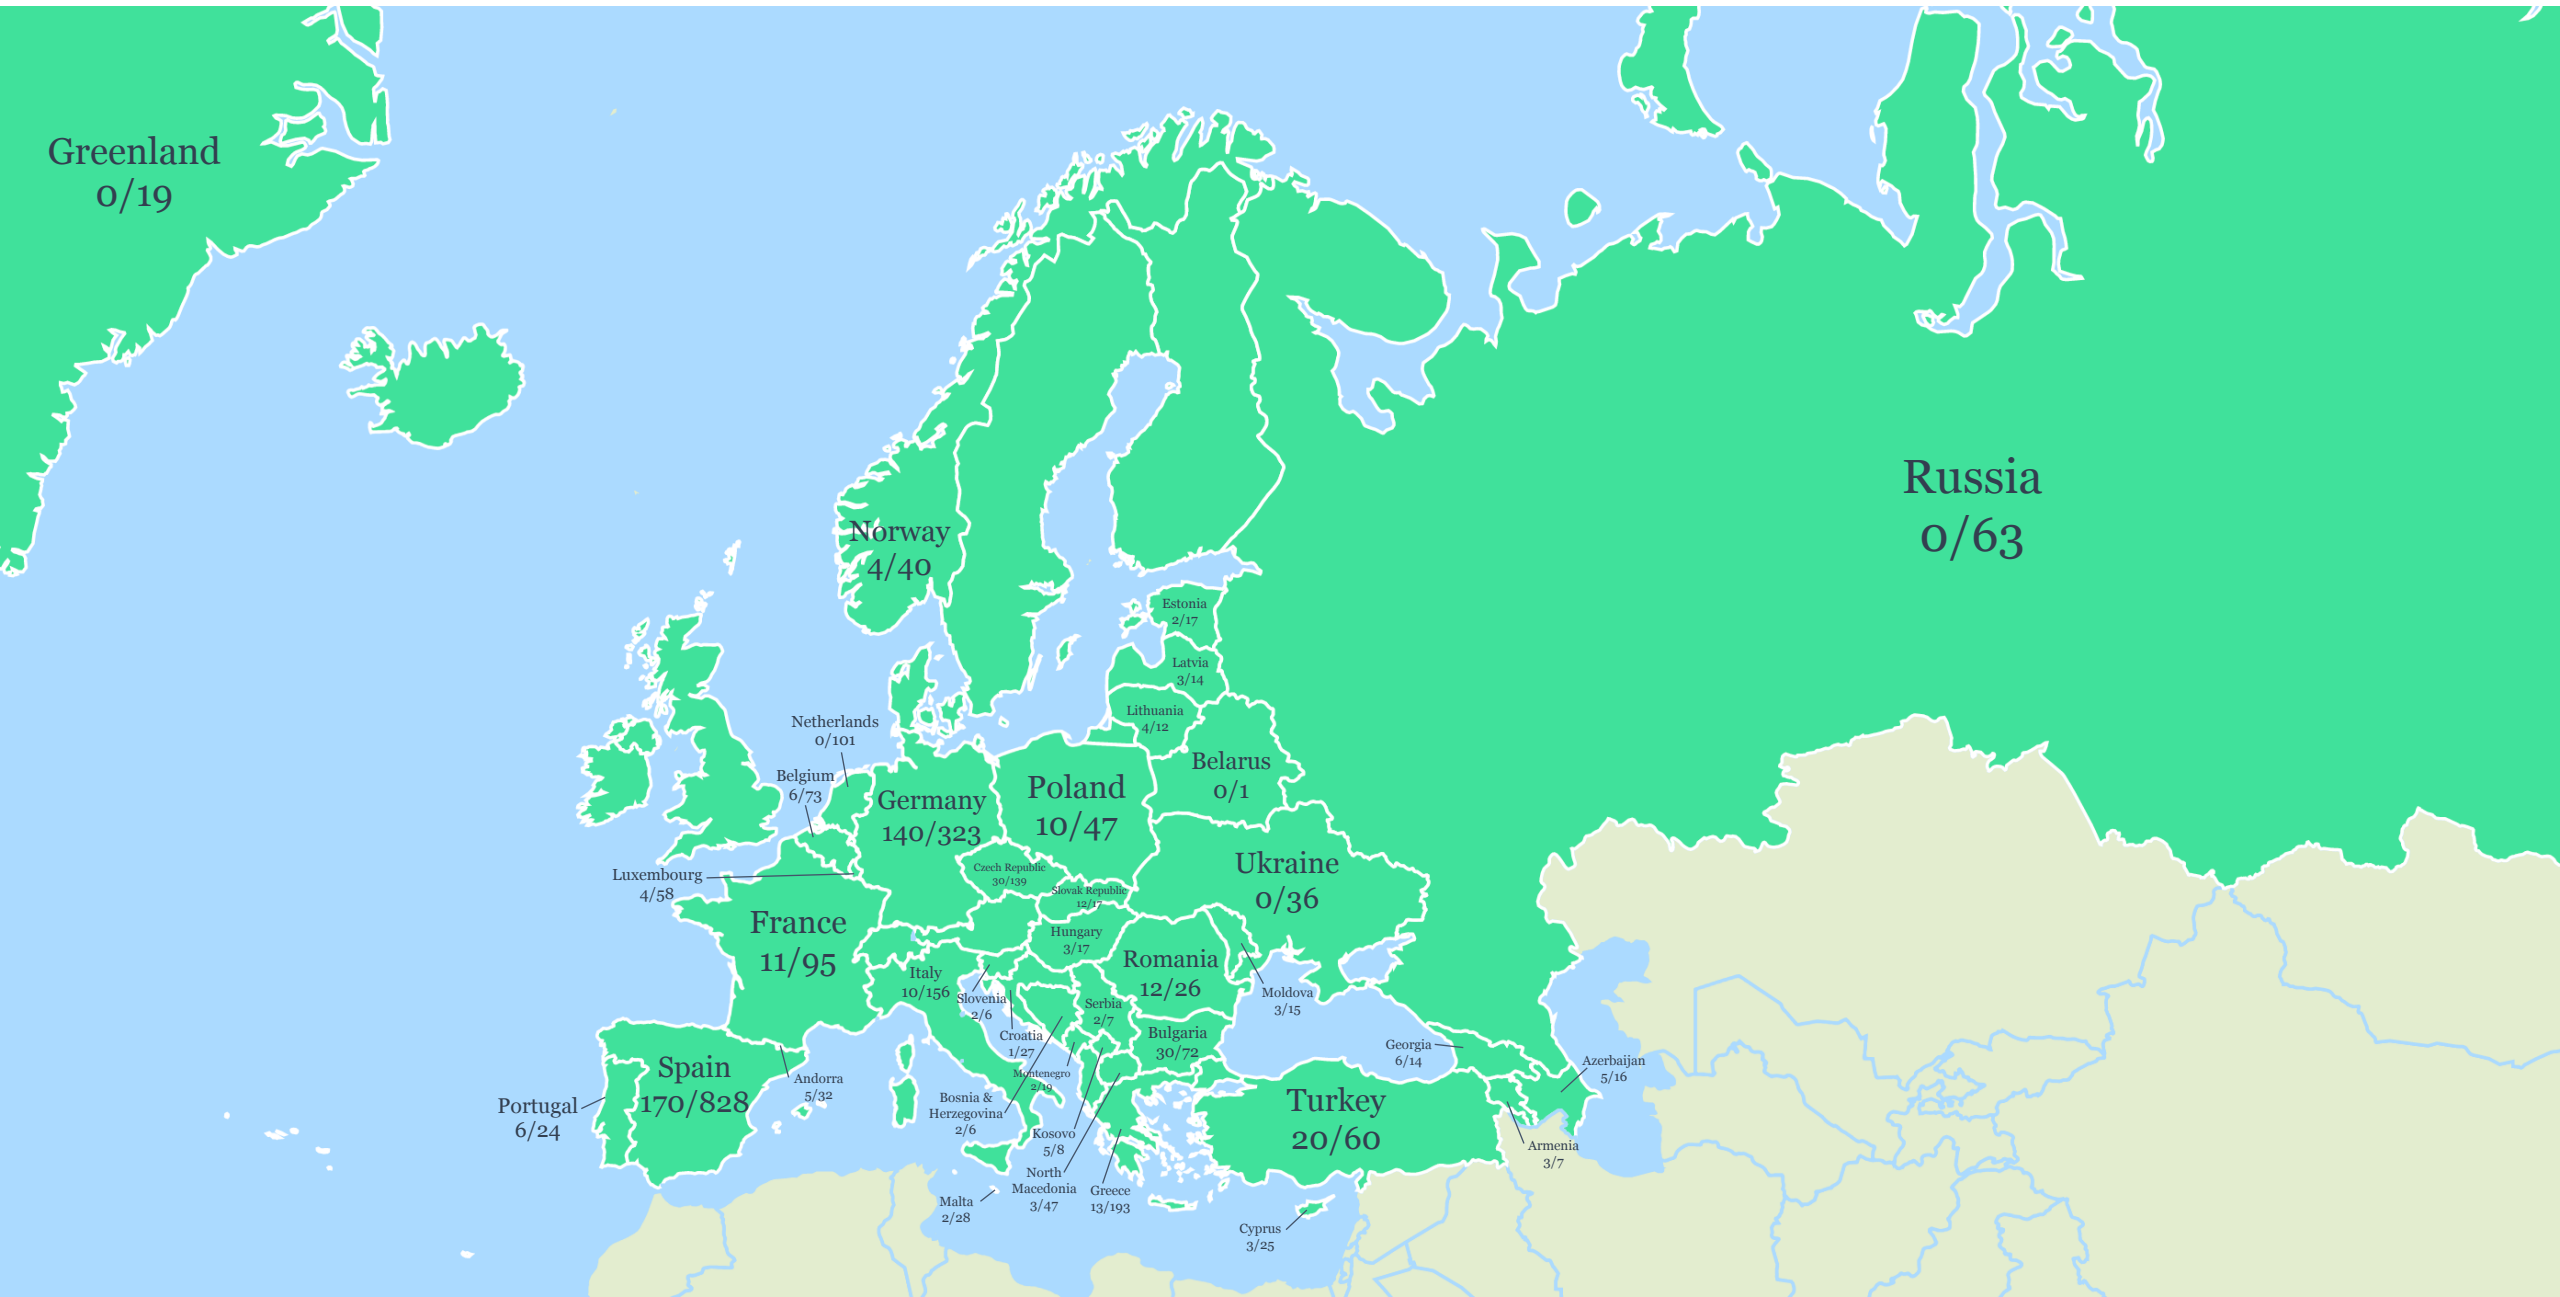 Greenland
0/19
Russia
0/63
Norway
4/40
Estonia
2/17
Latvia
3/14
Lithuania
4/12
Netherlands
0/101
Belgium
6/73
Belarus
0/1
Germany
140/323
Poland
10/47
Luxembourg
4/58
Czech Republic
30/139
Slovak Republic
12/17
Ukraine
0/36
France
11/95
Hungary
3/17
Romania
12/26
Italy
10/156
Slovenia
2/6
Moldova
3/15
Serbia
2/7
Croatia
1/27
Bulgaria
30/72
Georgia
6/14
Azerbaijan
5/16
Spain
170/828
Andorra
5/32
Montenegro
2/19
Portugal
6/24
Bosnia &
Herzegovina
2/6
Turkey
20/60
Kosovo
5/8
Armenia
3/7
North
Macedonia
3/47
Greece
13/193
Malta
2/28
Cyprus
3/25